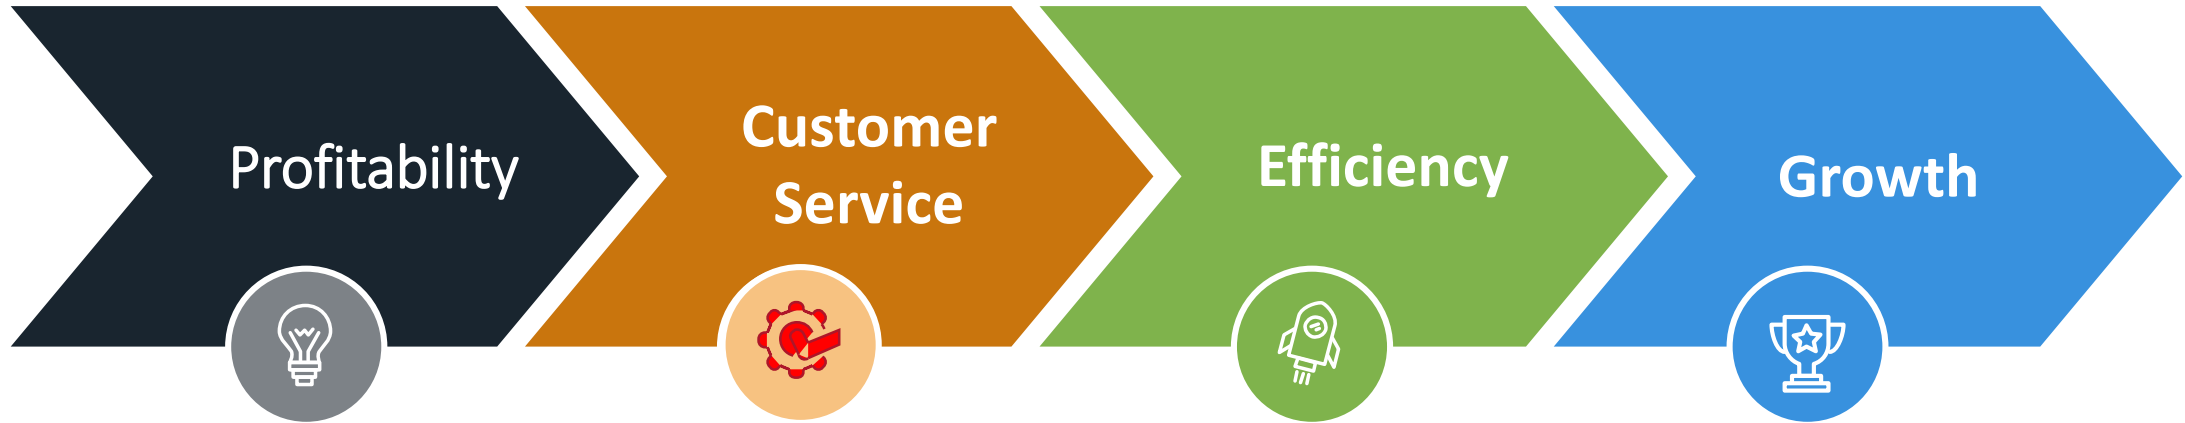 Profitability
Customer
Service
Efficiency
Growth